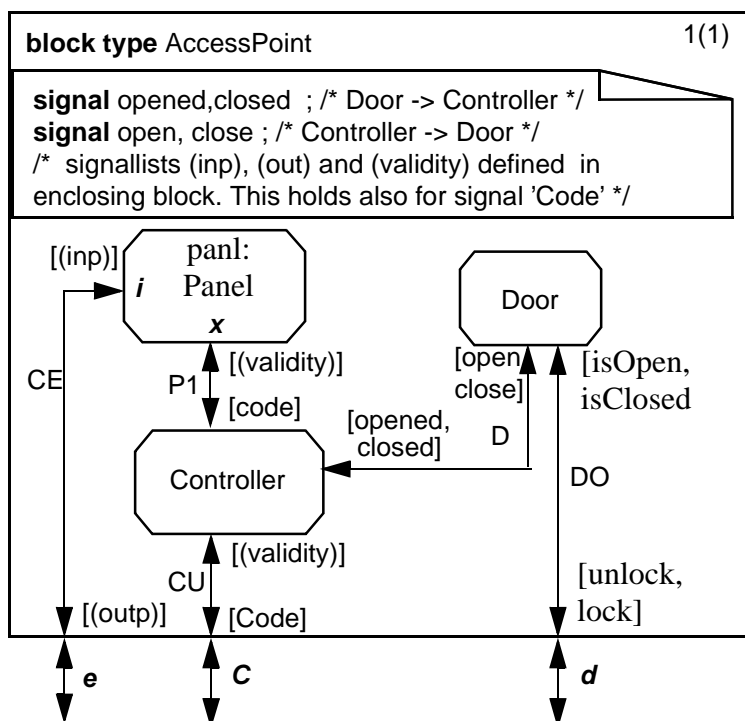 block type AccessPoint
1(1)
signal opened,closed ; /* Door -> Controller */
signal open, close ; /* Controller -> Door */
/* signallists (inp), (out) and (validity) defined in
enclosing block. This holds also for signal 'Code' */
[(inp)]
i
panl:
Panel
x
Door
CE
P1
[(validity)]
[code]
[open
close]
[isOpen,
isClosed
[opened,
closed]
D
DO
Controller
[(validity)]
CU
[(outp)]
[Code]
[unlock,
lock]
e
C
d